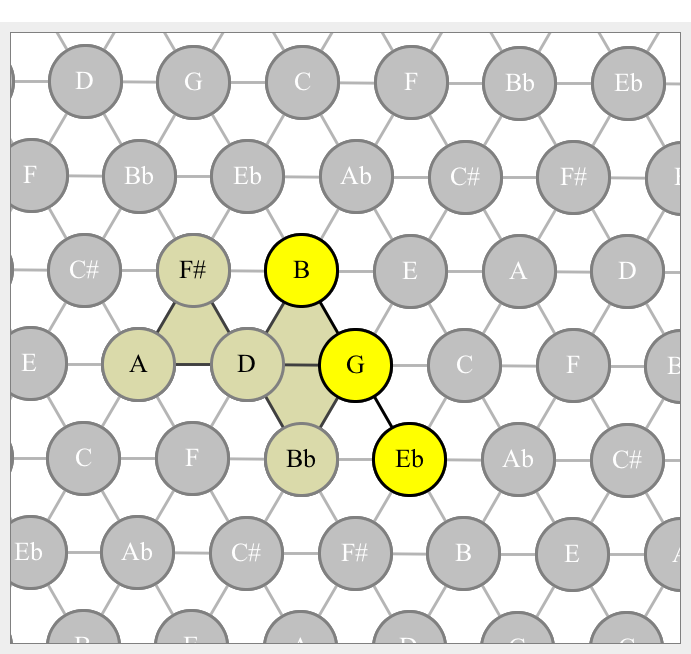 D G C F Bb Eb
F Bb Eb Ab C# F#
C# F# B E A D
E A D G C F
C F Bb Eb Ab C#
Eb Ab C# F# B E